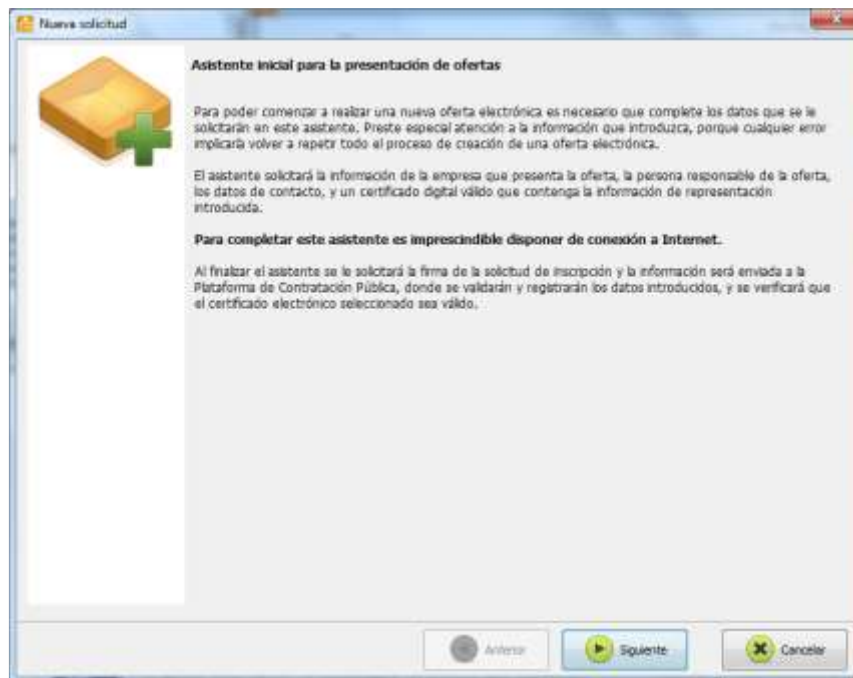 Nueva solicitud
Asistente inicial para la presentación de ofertas
Para poder comenzar a realizar una nueva oferta electrónica es necesario que complete los datos que se le
solicitarán en este asistente. Preste especial atención a la información que introduzca, porque cualquier error
implicaría volver a repetir todo el proceso de creación de una oferta electrónica.
El asistente solicitará la información de la empresa que presenta la oferta, la persona responsable de la oferta,
los datos de contacto, y un certificado digital válido que contenga la información de representación
introducida.
Para completar este asistente es imprescindible disponer de conexión a Internet.
Al finalizar el asistente se le solicitará la firma de la solicitud de inscripción y la información será enviada a la
Plataforma de Contratación Pública, donde se validarán y registrarán los datos introducidos, y se verificará que
el certificado electrónico seleccionado sea válido.
Anterior Siguiente Cancelar